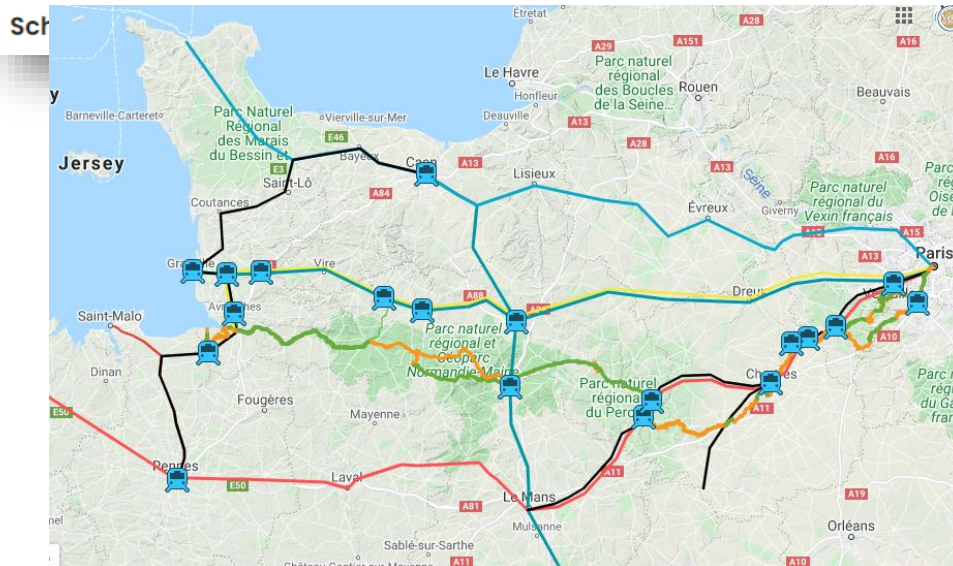 Sch
Étretat
A28
A29
A151
A16
Le Havre
Parc naturel
régional
des Boucles
de la Seine...
Rouen
Beauvais
Honfleur
Deauville
A13
Barneville-Carteret
Parc Naturel
Régional
des Marais
du Bessin et
Vierville-sur-Mer
E46
Bayeux
Caen
A13
A28
A16
Jersey
E3
Saint-Lô
Lisieux
A13
Seine
Parc naturel
régional du
Vexin français
Parc nat
Coutances
A84
Évreux
Giverny
A15
Paris
A13
Vire
A88
Dreux
Saint-Malo
Parc naturel
régional et
Géoparc
Normandie-Maine
A10
Dinan
Parc naturel
régional
du Perche
A11
E50
Fougères
Mayenne
Rennes
E50
Laval
A11
A81
Le Mans
Mulsanne
A19
Orléans
Sablé-sur-Sarthe
A11
A10